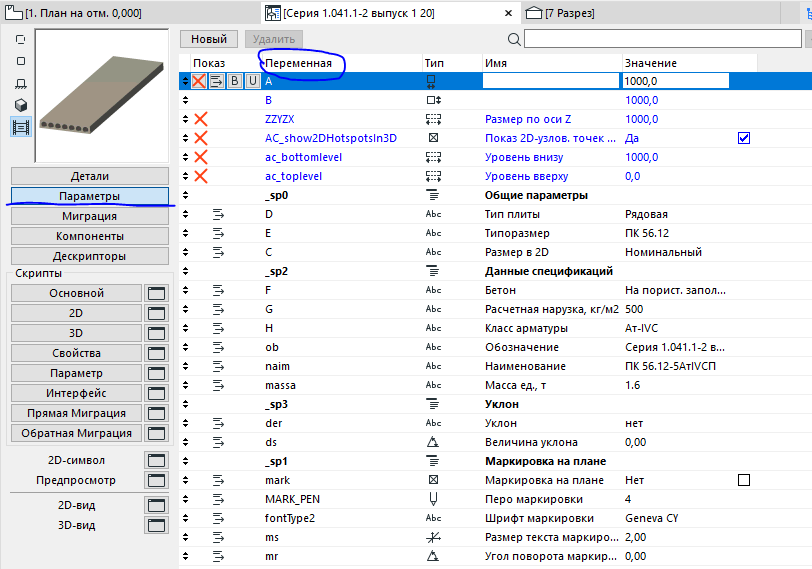 [1. План на отм. 0,000]
[Серия 1.041.1-2 выпуск 1 20]
[7 Разрез]
Новый
Удалить
Показ Переменная Тип Имя Значение
B U A 1000,0
B 1000,0
ZZYZX Размер по оси Z 1000,0
AC_show2DHotspotsIn3D Показ 2D-узлов. точек ... Да
ac_bottomlevel Уровень внизу 1000,0
ac_toplevel Уровень вверху 0,0
_sp0 Общие параметры
D Abc Тип плиты Рядовая
E Abc Типоразмер ПК 56.12
C Abc Размер в 2D Номинальный
_sp2 Данные спецификаций
F Abc Бетон На порист. запол...
G Abc Расчетная нарузка, кг/м2 500
H Abc Класс арматуры Ат-IVC
ob Abc Обозначение Серия 1.041.1-2 в...
naim Abc Наименование ПК 56.12-5АтIVСП
massa Abc Масса ед., т 1.6
_sp3 Уклон
der Abc Уклон нет
ds Величина уклона 0,00
_sp1 Маркировка на плане
mark Маркировка на плане Нет
MARK_PEN Перо маркировки 4
fontType2 Abc Шрифт маркировки Geneva CY
ms Размер текста маркиро... 2,00
mr Угол поворота маркир... 0,00
Детали
Параметры
Миграция
Компоненты
Дескрипторы
Скрипты
Основной
2D
3D
Свойства
Параметр
Интерфейс
Прямая Миграция
Обратная Миграция
2D-символ
Предпросмотр
2D-вид
3D-вид